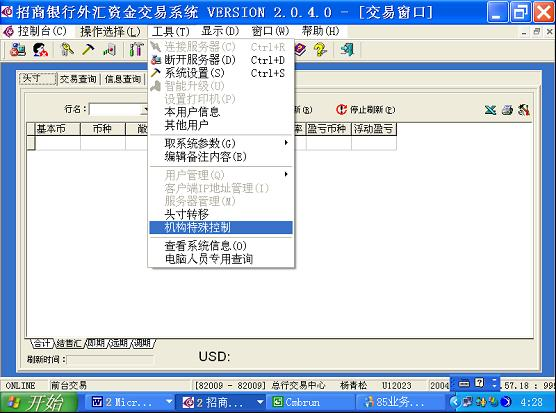 招商银行外汇资金交易系统 VERSION 2.0.4.0 - [交易窗口]
控制台(C) 操作选择(L) 工具(T) 显示(D) 窗口(W) 帮助(H)
连接服务器(C) Ctrl+R
断开服务器(D) Ctrl+D
系统设置(S) Ctrl+S
智能升级(U)
设置打印机(P)
本用户信息
其他用户
取系统参数(G)
编辑备注内容(E)
用户管理(Q)
客户端IP地址管理(I)
服务器管理(M)
头寸转移
机构特殊控制
查看系统信息(O)
电脑人员专用查询
头寸 交易查询 信息查询
行名: 停止刷新(P)
基本币 币种 敞 率 盈亏币种 浮动盈亏
合计 结售汇 即期 远期 调期
刷新时间: USD:
ONLINE 前台交易 [82009 - 82009] 总行交易中心 杨青松 U12023 2004 57.18 : 99
开始 2 Micr... 2 招商... Cmbrun 85业务... 4:28